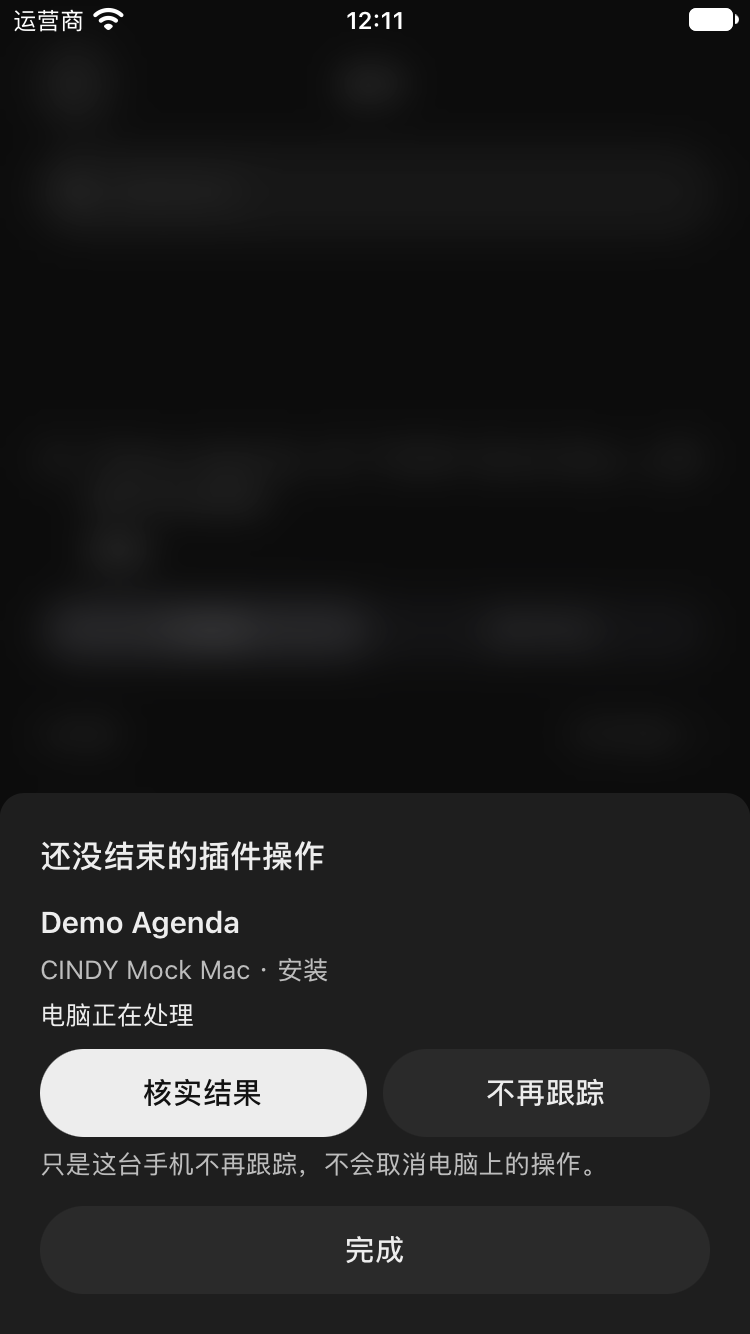 运营商
12:11
还没结束的插件操作
Demo Agenda
CINDY Mock Mac · 安装
电脑正在处理
核实结果
不再跟踪
只是这台手机不再跟踪，不会取消电脑上的操作。
完成